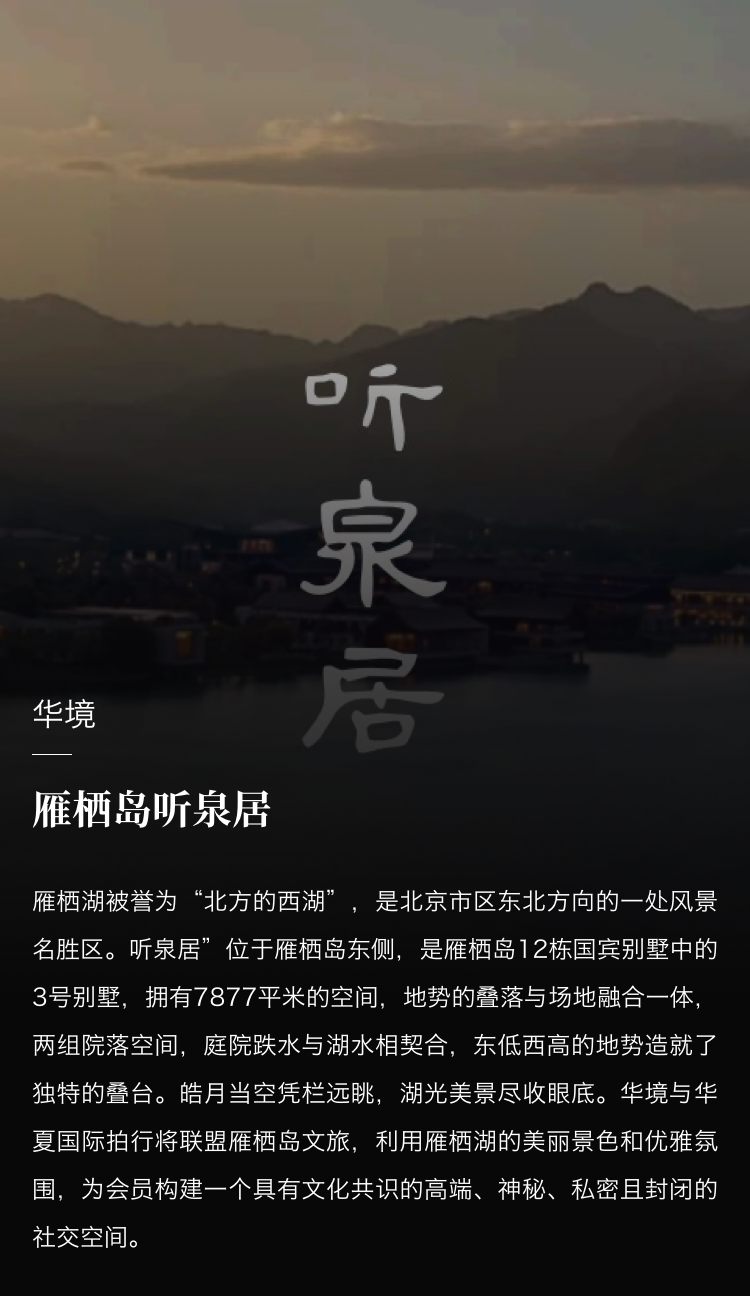 听
泉
居
华境
雁栖岛听泉居
雁栖湖被誉为“北方的西湖”，是北京市区东北方向的一处风景
名胜区。听泉居”位于雁栖岛东侧，是雁栖岛12栋国宾别墅中的
3号别墅，拥有7877平米的空间，地势的叠落与场地融合一体，
两组院落空间，庭院跌水与湖水相契合，东低西高的地势造就了
独特的叠台。皓月当空凭栏远眺，湖光美景尽收眼底。华境与华
夏国际拍行将联盟雁栖岛文旅，利用雁栖湖的美丽景色和优雅氛
围，为会员构建一个具有文化共识的高端、神秘、私密且封闭的
社交空间。